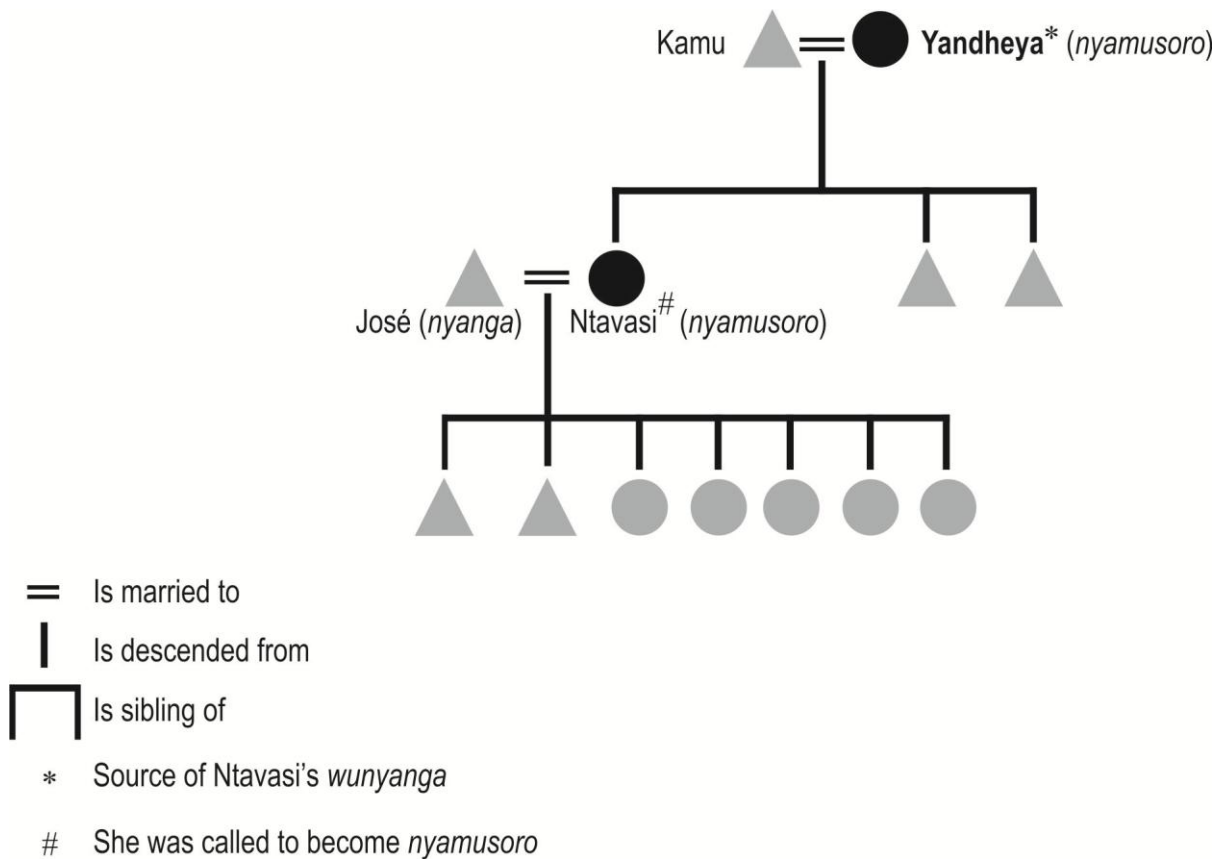 Kamu Yandheya* (nyamusoro)
José (nyanga) Ntavasi# (nyamusoro)
= Is married to
Is descended from
Is sibling of
* Source of Ntavasi’s wunyanga
# She was called to become nyamusoro